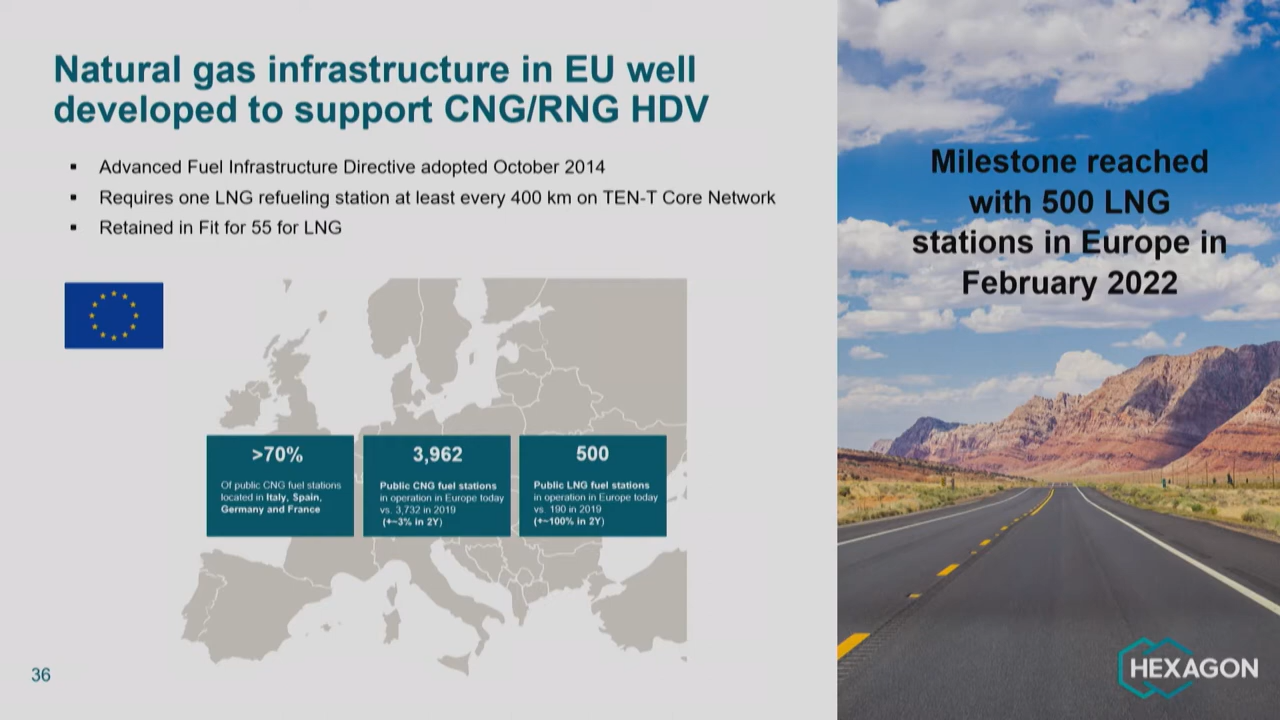 Natural gas infrastructure in EU well
developed to support CNG/RNG HDV
▪ Advanced Fuel Infrastructure Directive adopted October 2014
▪ Requires one LNG refueling station at least every 400 km on TEN-T Core Network
▪ Retained in Fit for 55 for LNG
>70%
Of public CNG fuel stations
located in Italy, Spain,
Germany and France
3,962
Public CNG fuel stations
in operation in Europe today
vs. 3,732 in 2019
(+~3% in 2Y)
500
Public LNG fuel stations
in operation in Europe today
vs. 190 in 2019
(+~100% in 2Y)
Milestone reached
with 500 LNG
stations in Europe in
February 2022
36
HEXAGON